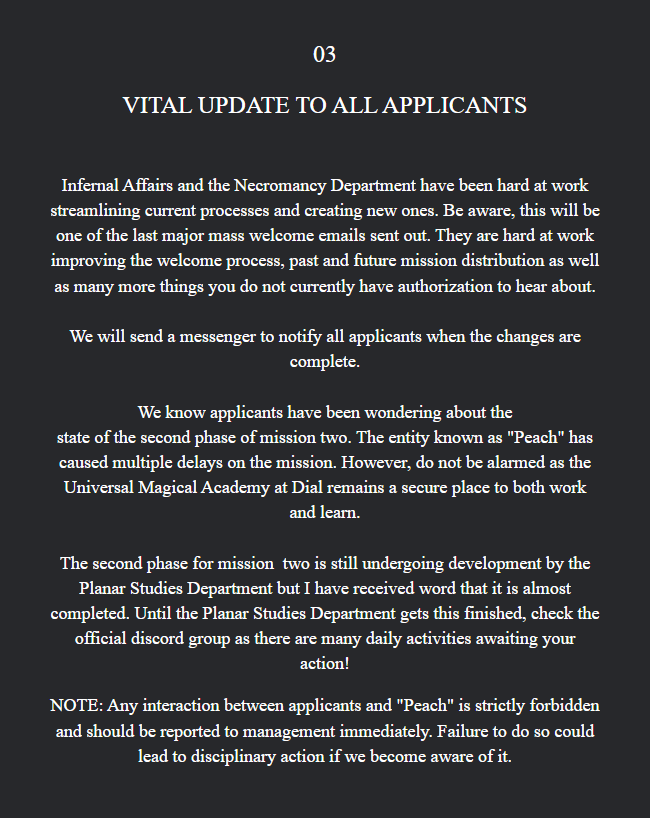 03
VITAL UPDATE TO ALL APPLICANTS
Infernal Affairs and the Necromancy Department have been hard at work
streamlining current processes and creating new ones. Be aware, this will be
one of the last major mass welcome emails sent out. They are hard at work
improving the welcome process, past and future mission distribution as well
as many more things you do not currently have authorization to hear about.
We will send a messenger to notify all applicants when the changes are
complete.
We know applicants have been wondering about the
state of the second phase of mission two. The entity known as "Peach" has
caused multiple delays on the mission. However, do not be alarmed as the
Universal Magical Academy at Dial remains a secure place to both work
and learn.
The second phase for mission  two is still undergoing development by the
Planar Studies Department but I have received word that it is almost
completed. Until the Planar Studies Department gets this finished, check the
official discord group as there are many daily activities awaiting your
action!
NOTE: Any interaction between applicants and "Peach" is strictly forbidden
and should be reported to management immediately. Failure to do so could
lead to disciplinary action if we become aware of it.